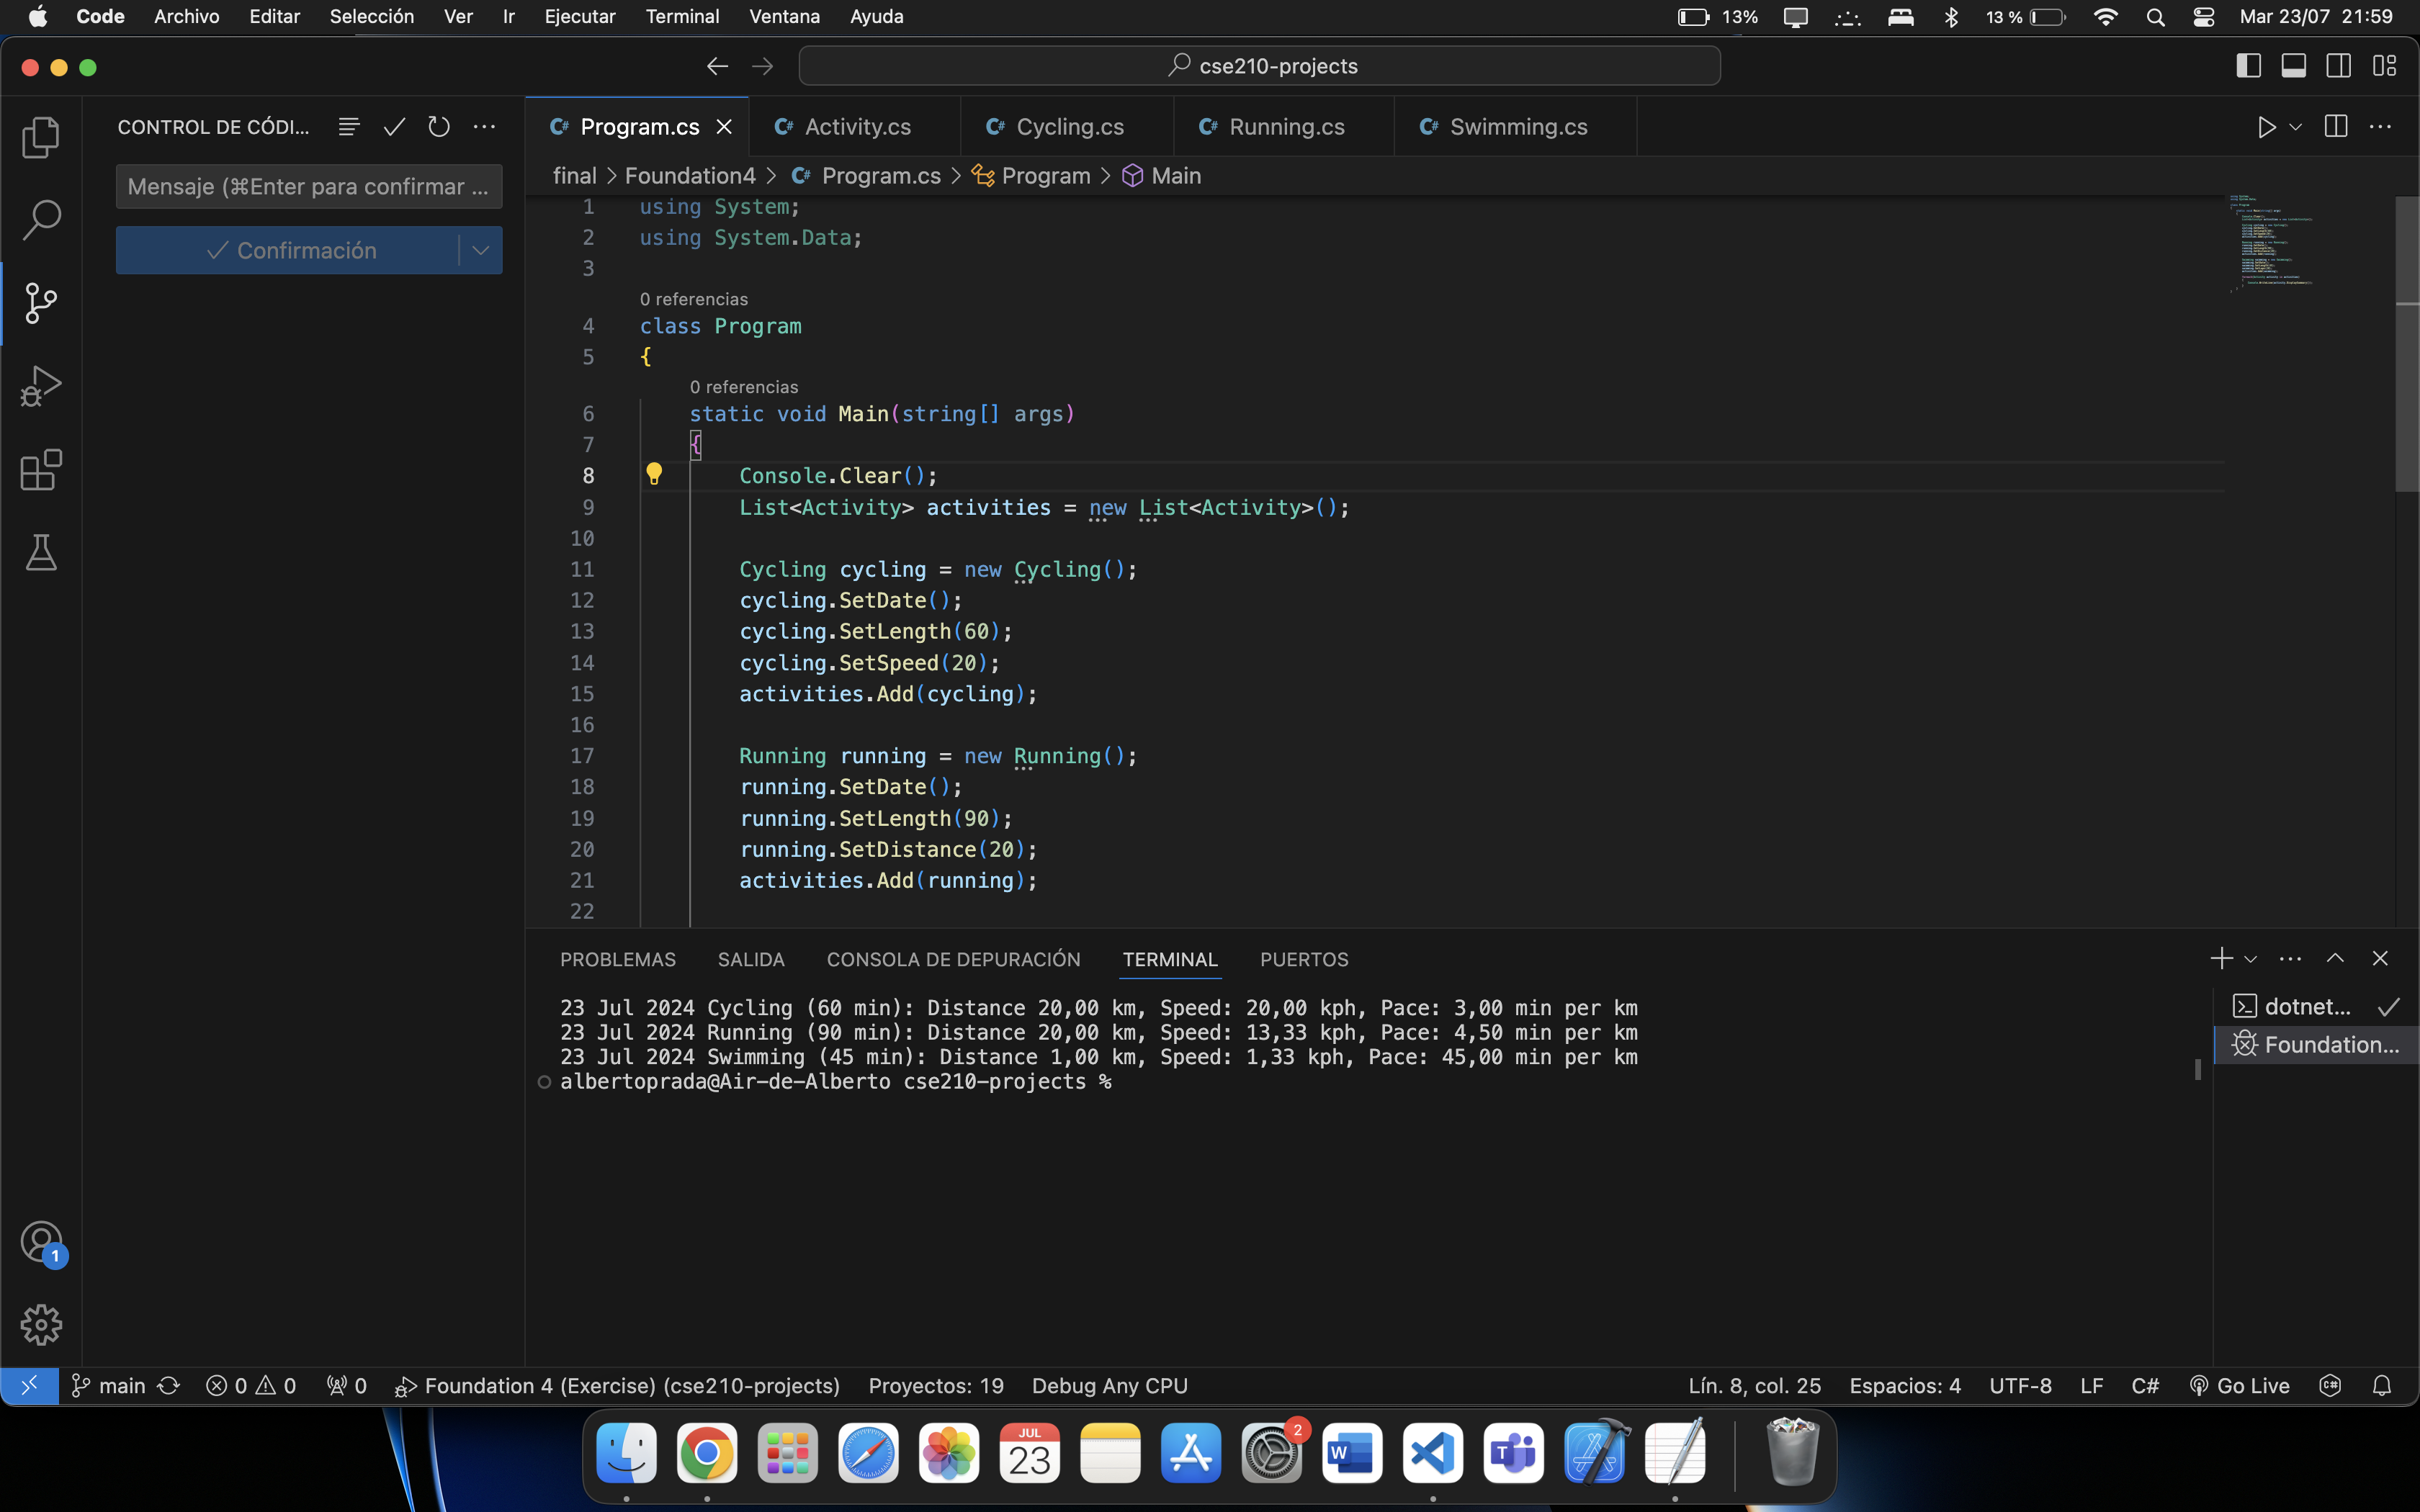 Code Archivo Editar Selección Ver Ir Ejecutar Terminal Ventana Ayuda 13% 13 % Mar 23/07 21:59
cse210-projects
CONTROL DE CÓDI...
Mensaje (⌘Enter para confirmar ...
Confirmación
Program.cs Activity.cs Cycling.cs Running.cs Swimming.cs
final > Foundation4 > Program.cs > Program > Main
1 using System;
2 using System.Data;
3
0 referencias
4 class Program
5 {
0 referencias
6 static void Main(string[] args)
7 {
8 Console.Clear();
9 List<Activity> activities = new List<Activity>();
10
11 Cycling cycling = new Cycling();
12 cycling.SetDate();
13 cycling.SetLength(60);
14 cycling.SetSpeed(20);
15 activities.Add(cycling);
16
17 Running running = new Running();
18 running.SetDate();
19 running.SetLength(90);
20 running.SetDistance(20);
21 activities.Add(running);
22
PROBLEMAS SALIDA CONSOLA DE DEPURACIÓN TERMINAL PUERTOS
23 Jul 2024 Cycling (60 min): Distance 20,00 km, Speed: 20,00 kph, Pace: 3,00 min per km
23 Jul 2024 Running (90 min): Distance 20,00 km, Speed: 13,33 kph, Pace: 4,50 min per km
23 Jul 2024 Swimming (45 min): Distance 1,00 km, Speed: 1,33 kph, Pace: 45,00 min per km
albertoprada@Air-de-Alberto cse210-projects %
dotnet...
Foundation...
1
main 0 0 0 Foundation 4 (Exercise) (cse210-projects) Proyectos: 19 Debug Any CPU Lín. 8, col. 25 Espacios: 4 UTF-8 LF C# Go Live
JUL
23
2
W
T